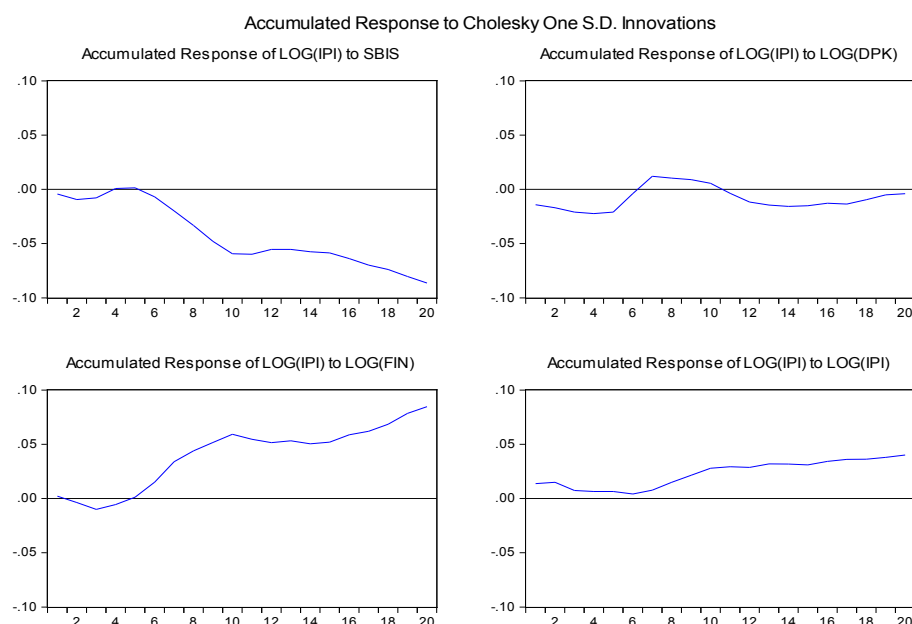 Accumulated Response to Cholesky One S.D. Innovations
Accumulated Response of LOG(IPI) to SBIS
.10
.05
.00
-.05
-.10
2 4 6 8 10 12 14 16 18 20
Accumulated Response of LOG(IPI) to LOG(DPK)
.10
.05
.00
-.05
-.10
2 4 6 8 10 12 14 16 18 20
Accumulated Response of LOG(IPI) to LOG(FIN)
.10
.05
.00
-.05
-.10
2 4 6 8 10 12 14 16 18 20
Accumulated Response of LOG(IPI) to LOG(IPI)
.10
.05
.00
-.05
-.10
2 4 6 8 10 12 14 16 18 20